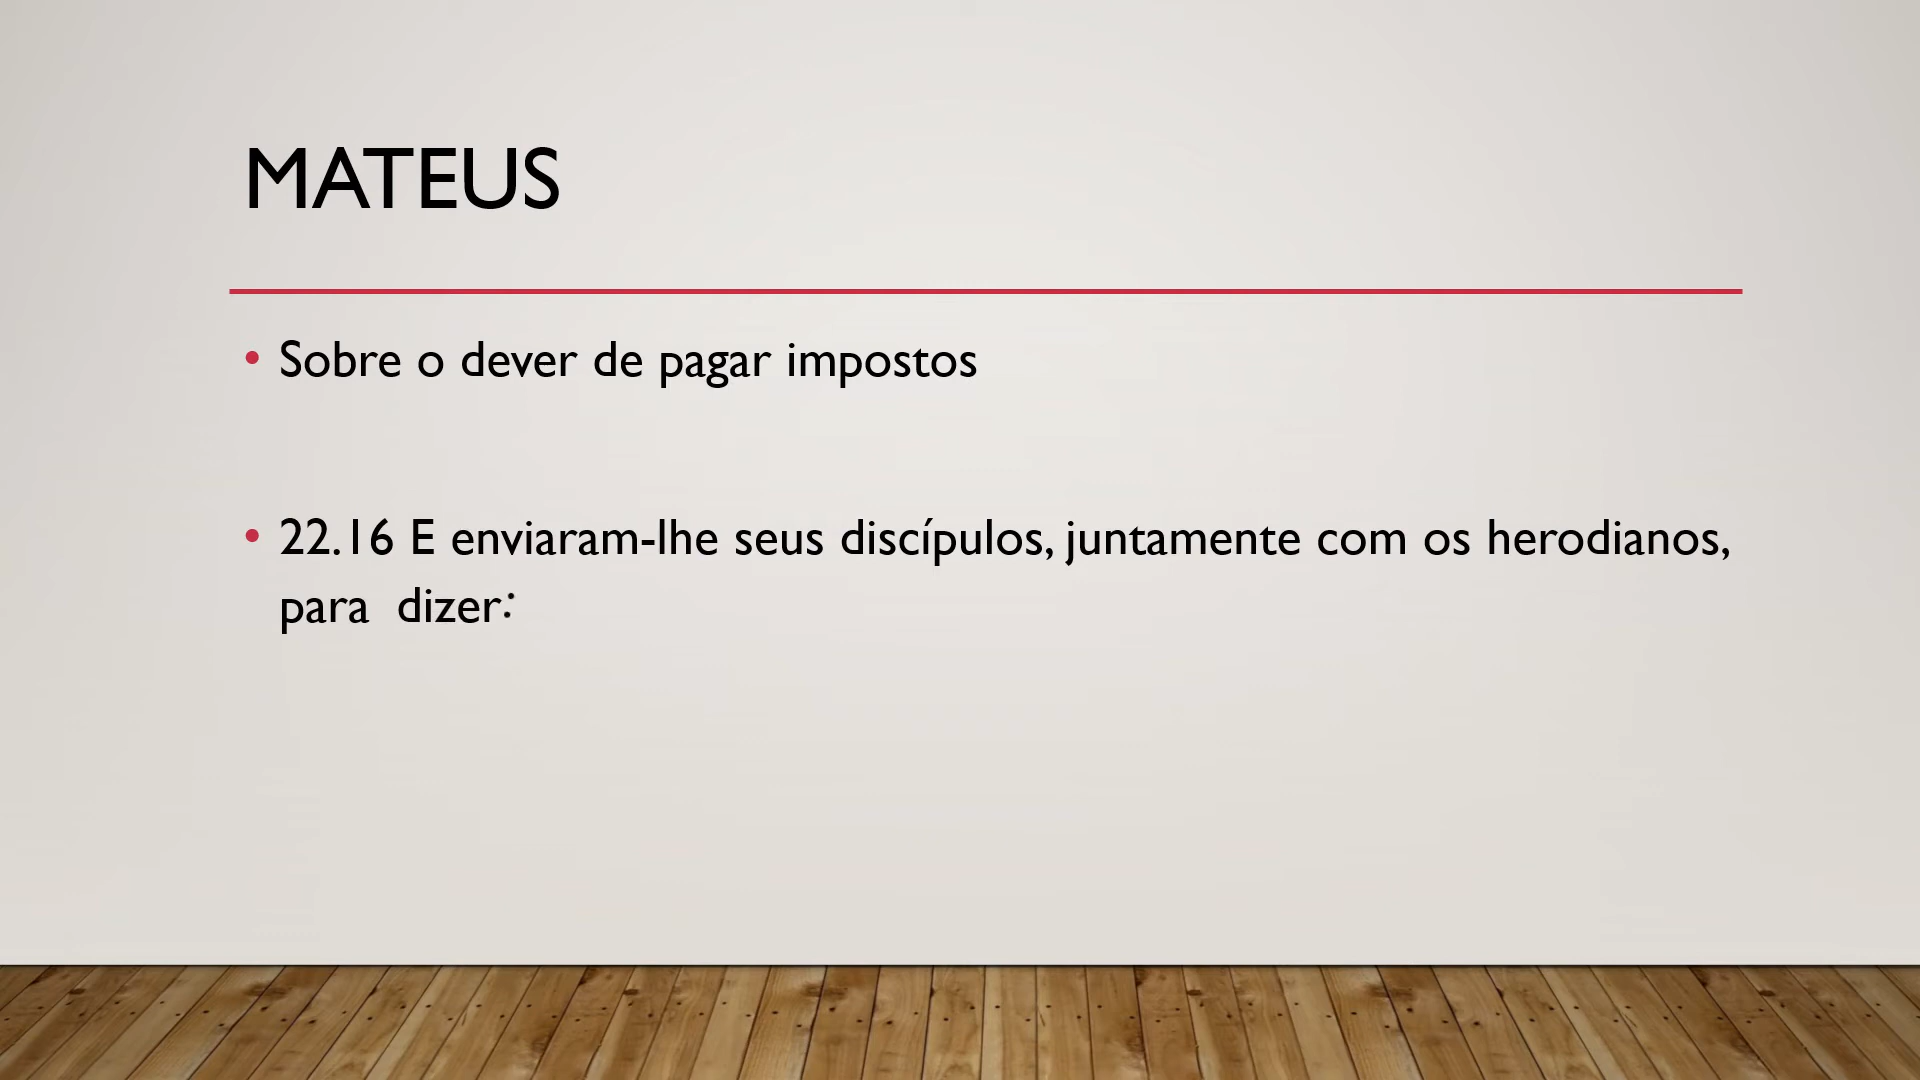 MATEUS
• Sobre o dever de pagar impostos
• 22.16 E enviaram-lhe seus discípulos, juntamente com os herodianos,
para dizer: